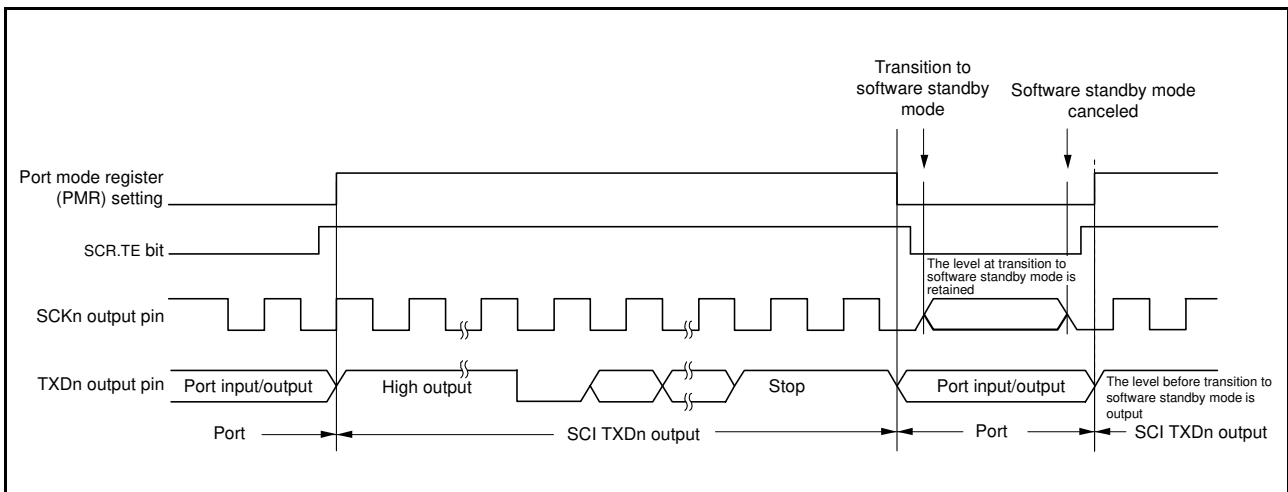 Transition to
software standby
mode
Software standby mode
canceled
Port mode register
(PMR) setting
SCR.TE bit
The level at transition to
software standby mode is
retained
SCKn output pin
TXDn output pin
Port input/output
High output
Stop
Port input/output
The level before transition to
software standby mode is
output
Port
SCI TXDn output
Port
SCI TXDn output